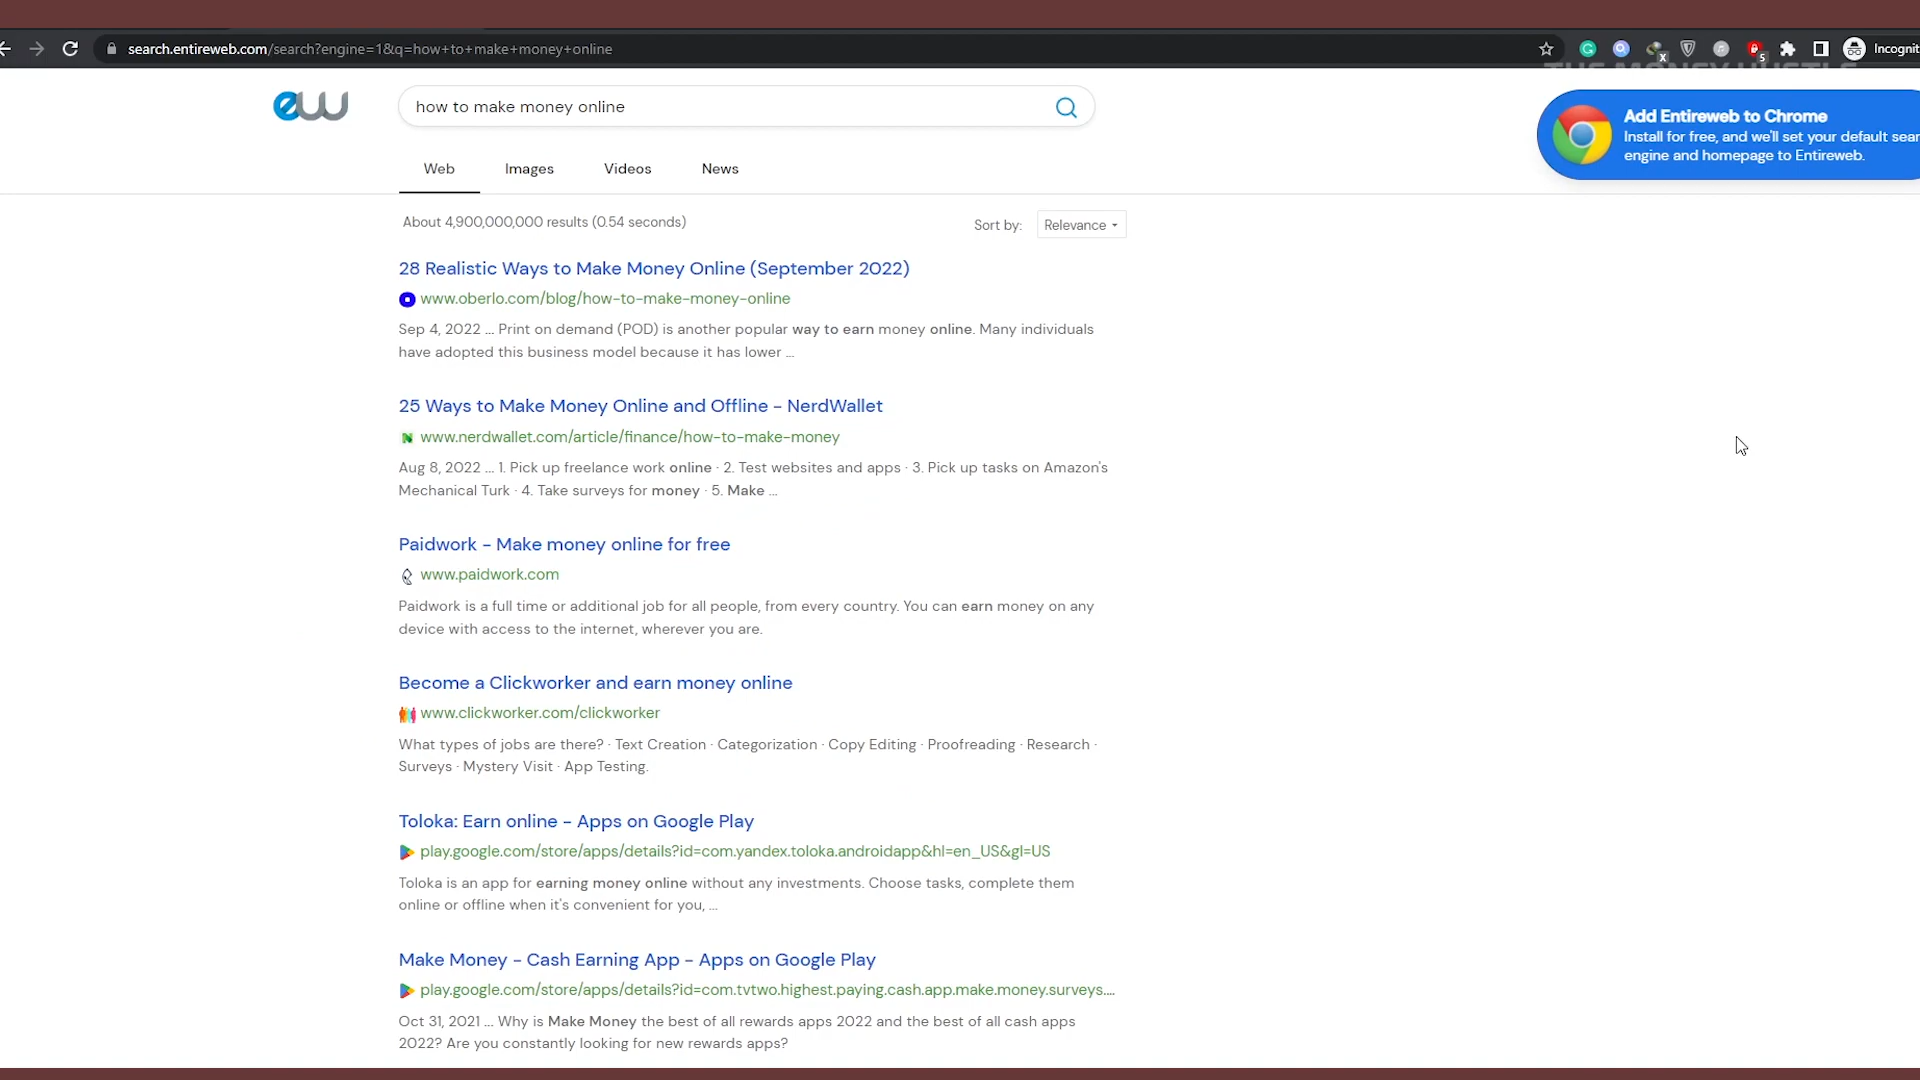 search.entireweb.com/search?engine=1&q=how+to+make+money+online
Incognit
THE MONEY HUSTLE
ew
how to make money online
Add Entireweb to Chrome
Install for free, and we'll set your default sear
engine and homepage to Entireweb.
Web Images Videos News
About 4,900,000,000 results (0.54 seconds)
Sort by: Relevance
28 Realistic Ways to Make Money Online (September 2022)
www.oberlo.com/blog/how-to-make-money-online
Sep 4, 2022 ... Print on demand (POD) is another popular way to earn money online. Many individuals
have adopted this business model because it has lower ...
25 Ways to Make Money Online and Offline - NerdWallet
www.nerdwallet.com/article/finance/how-to-make-money
Aug 8, 2022 ... 1. Pick up freelance work online · 2. Test websites and apps · 3. Pick up tasks on Amazon's
Mechanical Turk · 4. Take surveys for money · 5. Make ...
Paidwork - Make money online for free
www.paidwork.com
Paidwork is a full time or additional job for all people, from every country. You can earn money on any
device with access to the internet, wherever you are.
Become a Clickworker and earn money online
www.clickworker.com/clickworker
What types of jobs are there? · Text Creation · Categorization · Copy Editing · Proofreading · Research ·
Surveys · Mystery Visit · App Testing.
Toloka: Earn online - Apps on Google Play
play.google.com/store/apps/details?id=com.yandex.toloka.androidapp&hl=en_US&gl=US
Toloka is an app for earning money online without any investments. Choose tasks, complete them
online or offline when it's convenient for you, ...
Make Money - Cash Earning App - Apps on Google Play
play.google.com/store/apps/details?id=com.tvtwo.highest.paying.cash.app.make.money.surveys....
Oct 31, 2021 ... Why is Make Money the best of all rewards apps 2022 and the best of all cash apps
2022? Are you constantly looking for new rewards apps?